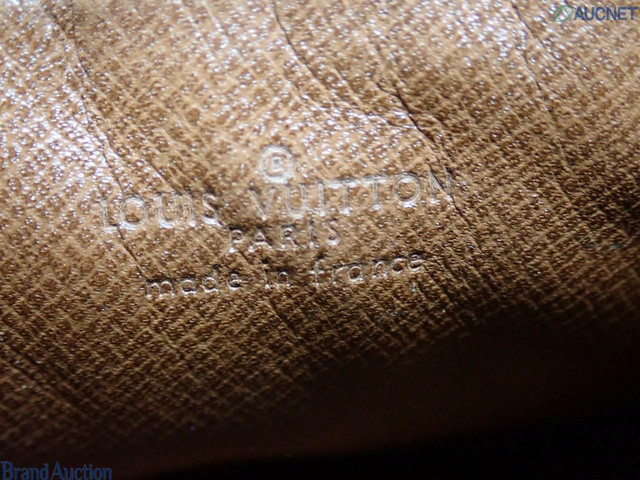 AUCNET
®
LOUIS VUITTON
PARIS
made in france
Brand Auction